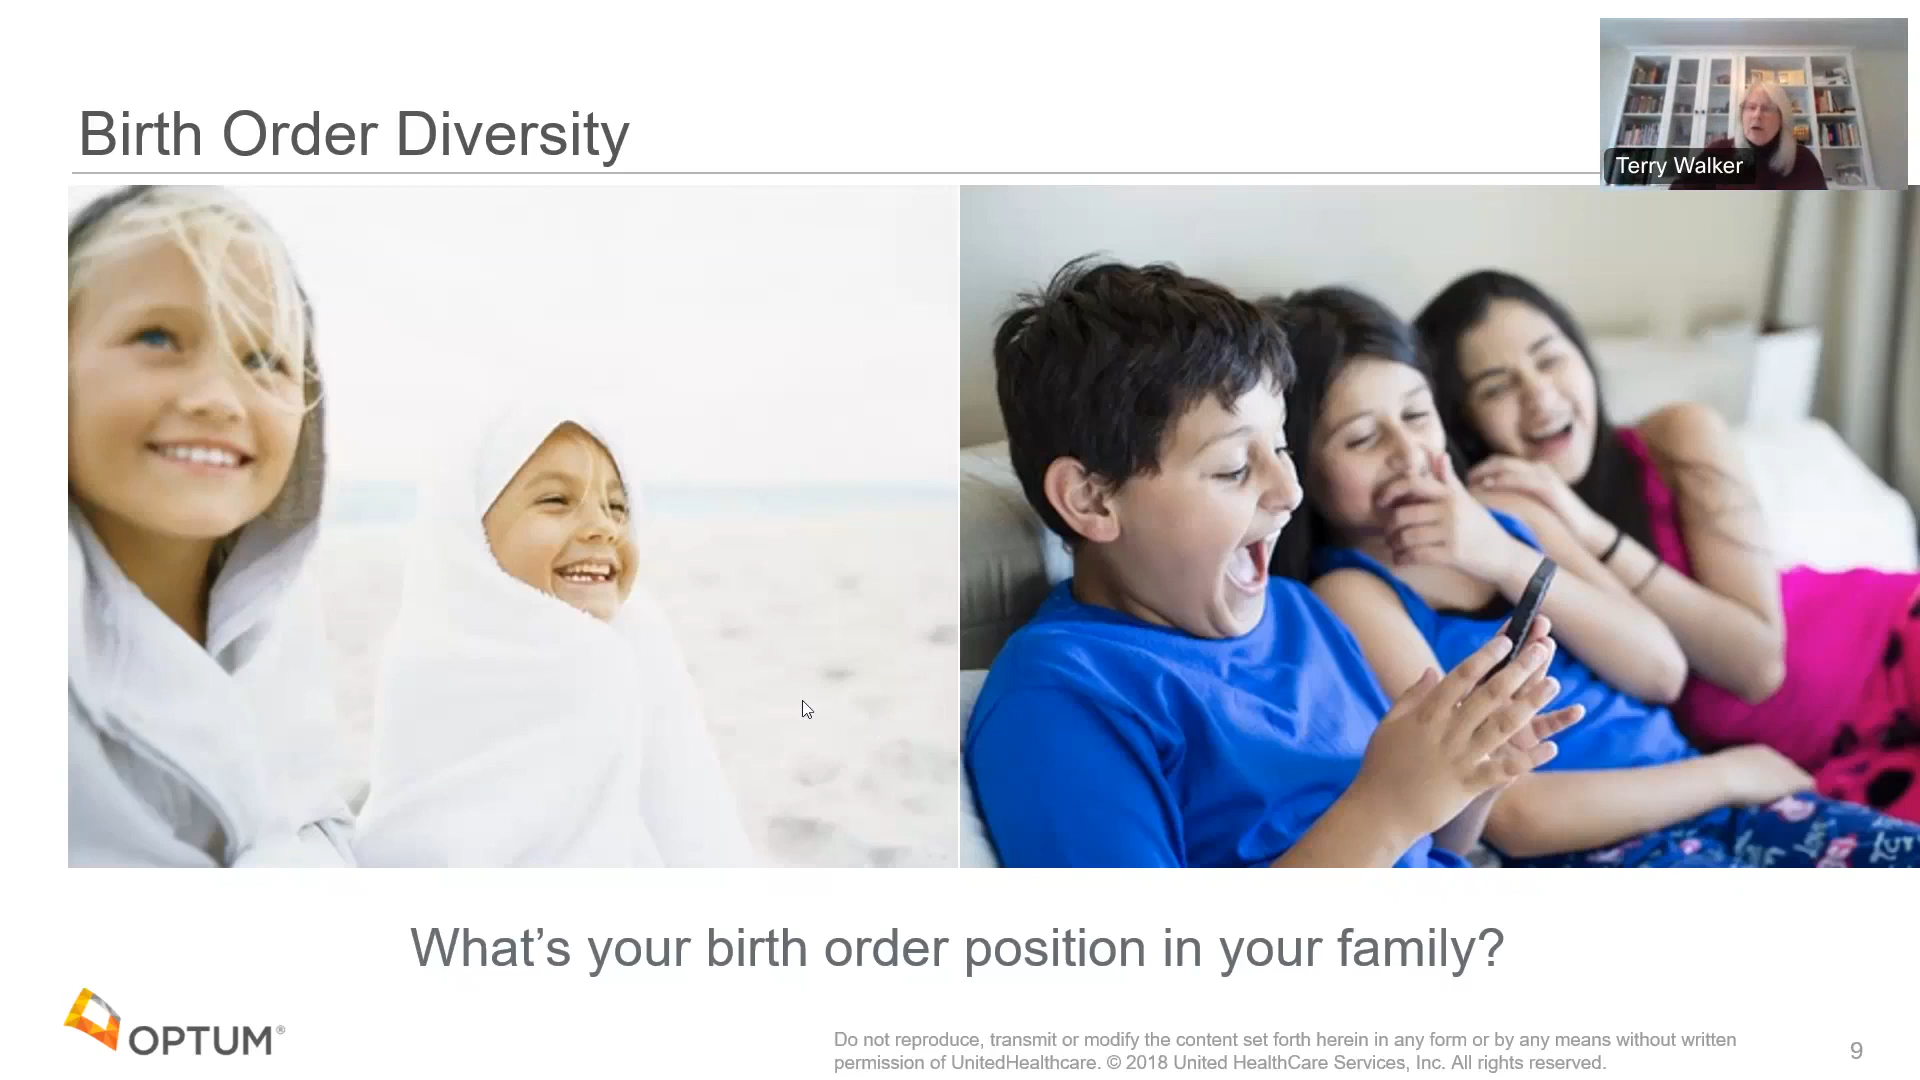 Birth Order Diversity
Terry Walker
What's your birth order position in your family?
OPTUM®
Do not reproduce, transmit or modify the content set forth herein in any form or by any means without written
permission of UnitedHealthcare. © 2018 United HealthCare Services, Inc. All rights reserved.
9